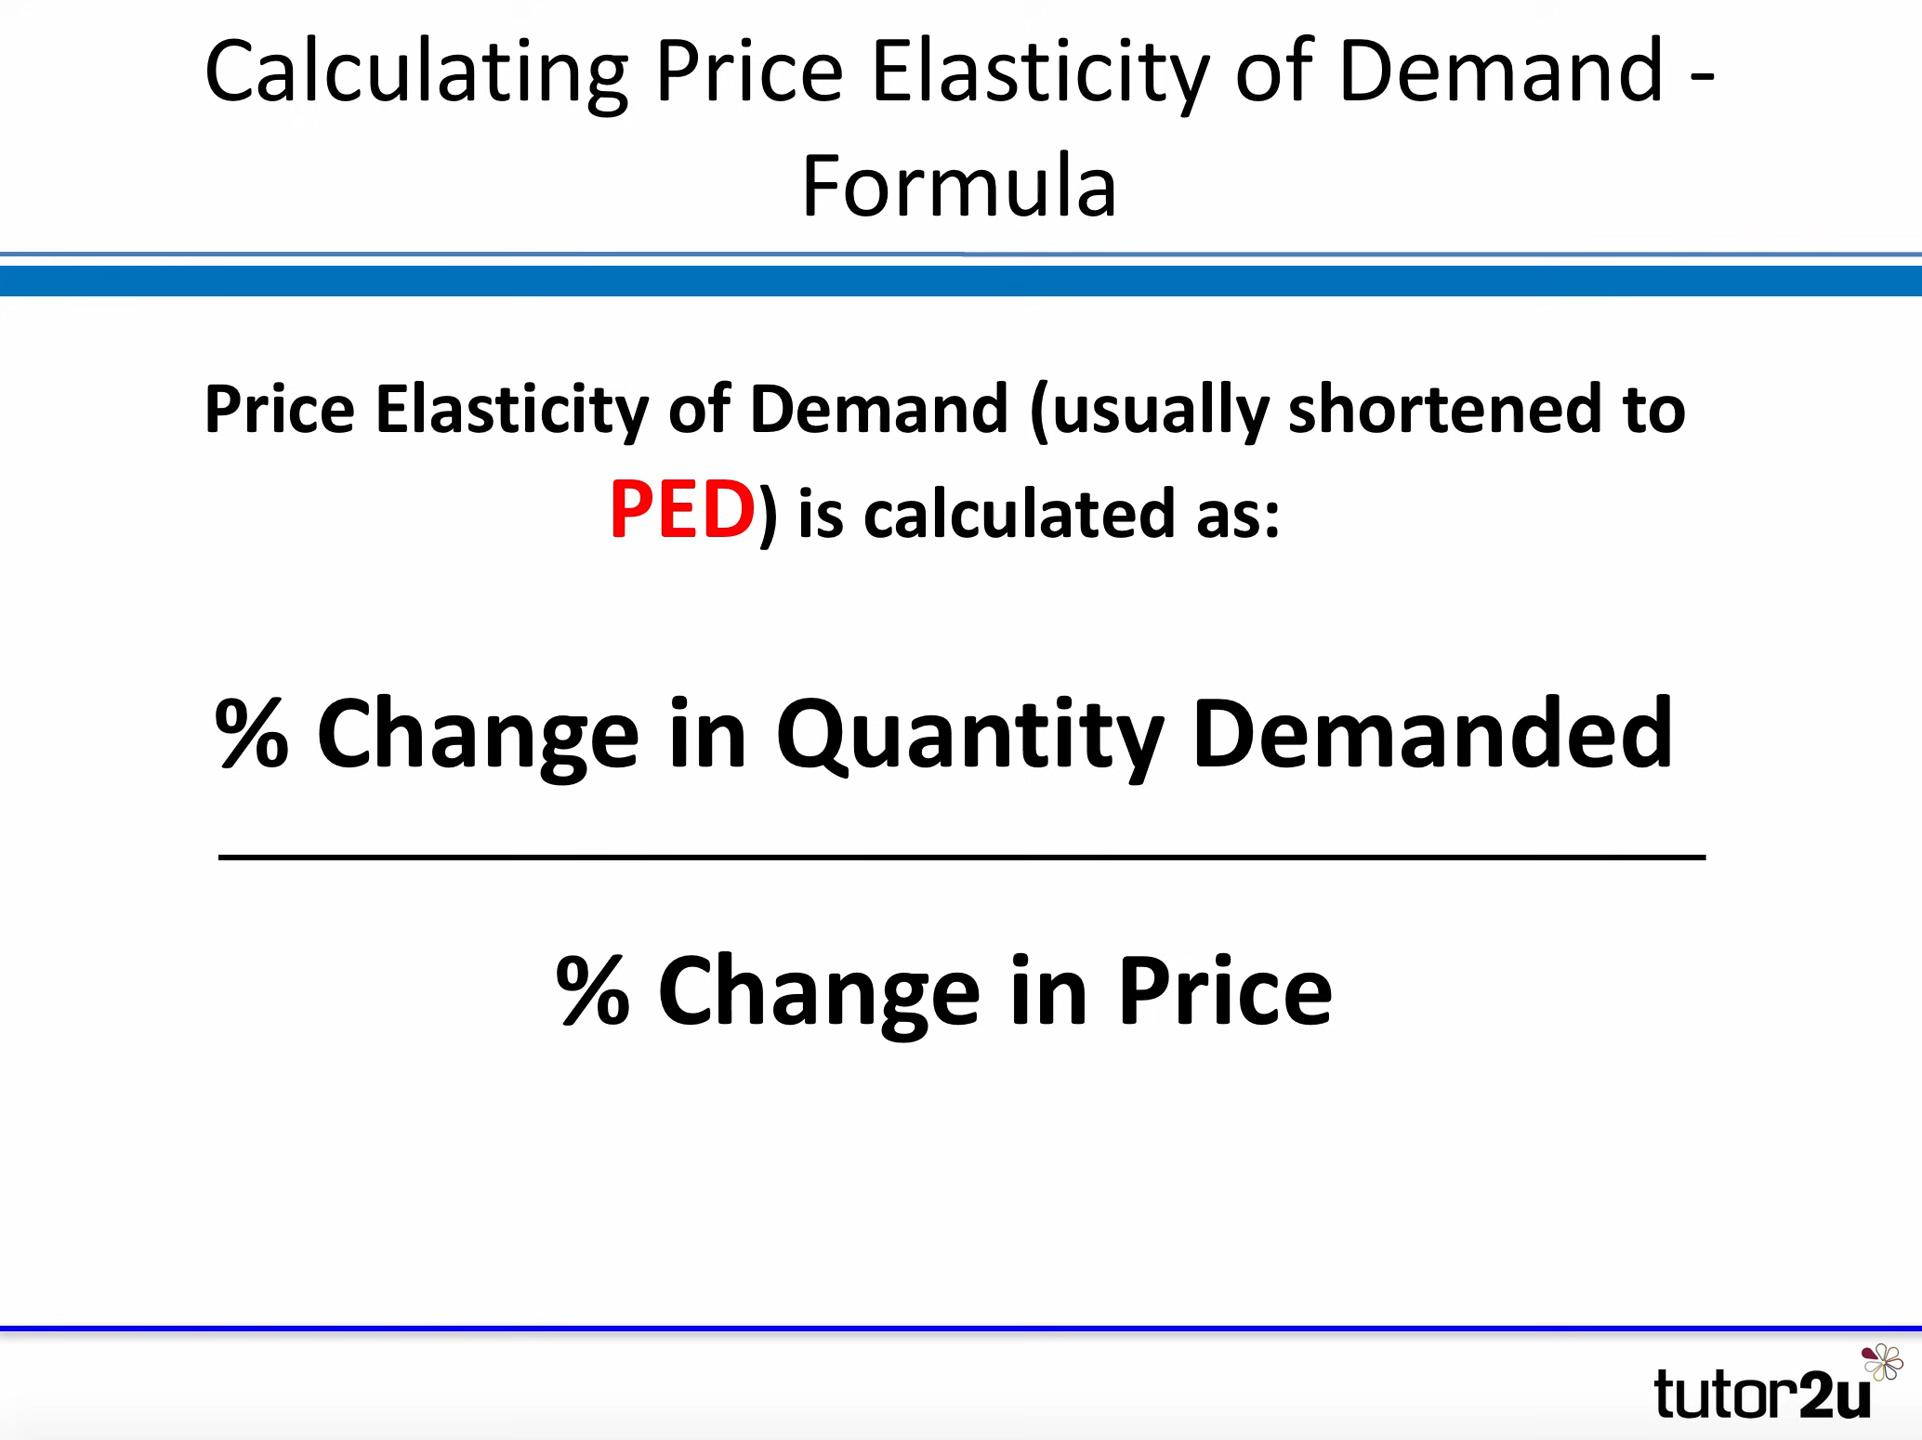 Calculating Price Elasticity of Demand -
Formula
Price Elasticity of Demand (usually shortened to
PED) is calculated as:
% Change in Quantity Demanded
% Change in Price
tutor2u